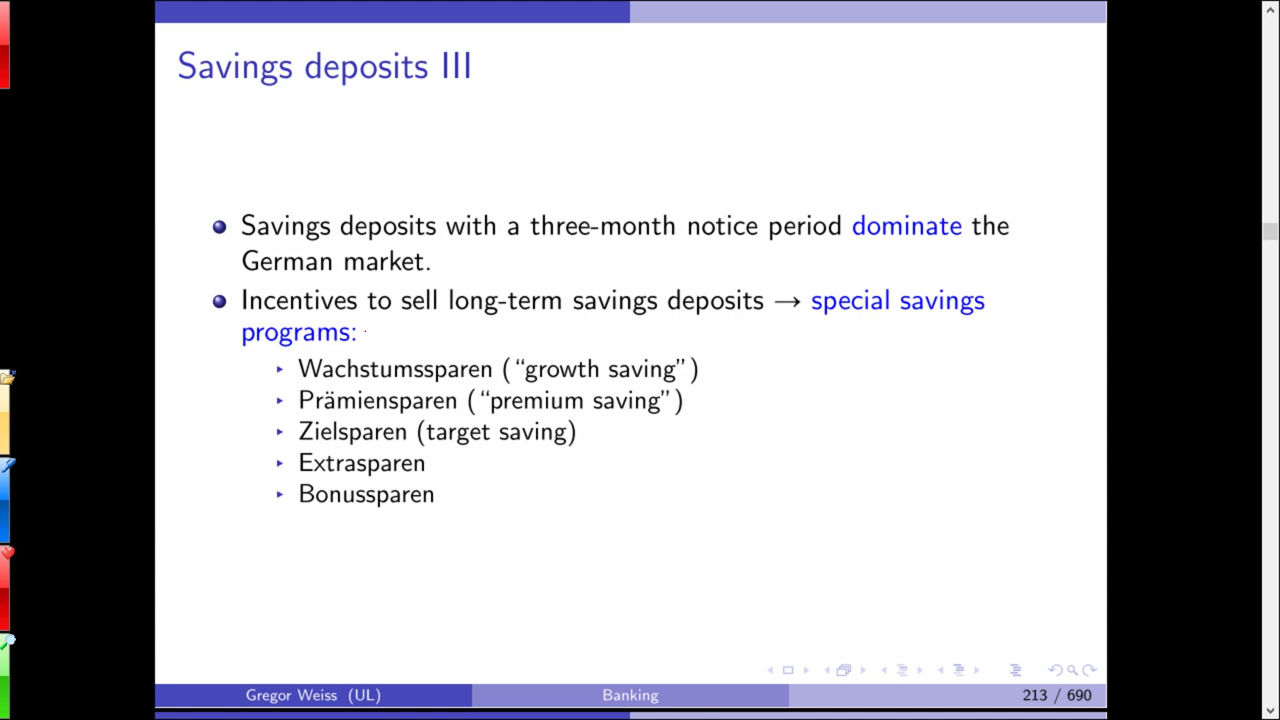 Savings deposits III
Savings deposits with a three-month notice period dominate the
German market.
Incentives to sell long-term savings deposits → special savings
programs:
Wachstumssparen (“growth saving”)
Prämiensparen (“premium saving”)
Zielsparen (target saving)
Extrasparen
Bonussparen
Gregor Weiss (UL) Banking 213 / 690